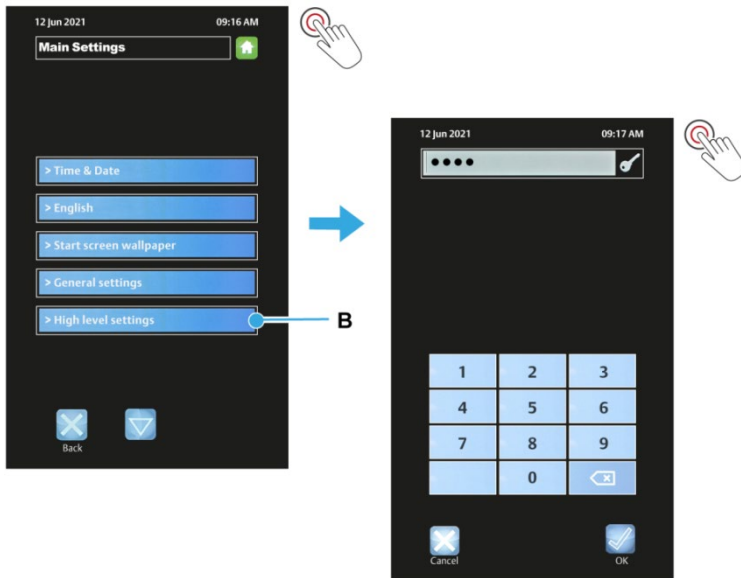 12 Jun 2021 09:16 AM
Main Settings
> Time & Date
> English
> Start screen wallpaper
> General settings
> High level settings
B
Back
12 Jun 2021 09:17 AM
••••
1 2 3
4 5 6
7 8 9
0
Cancel OK